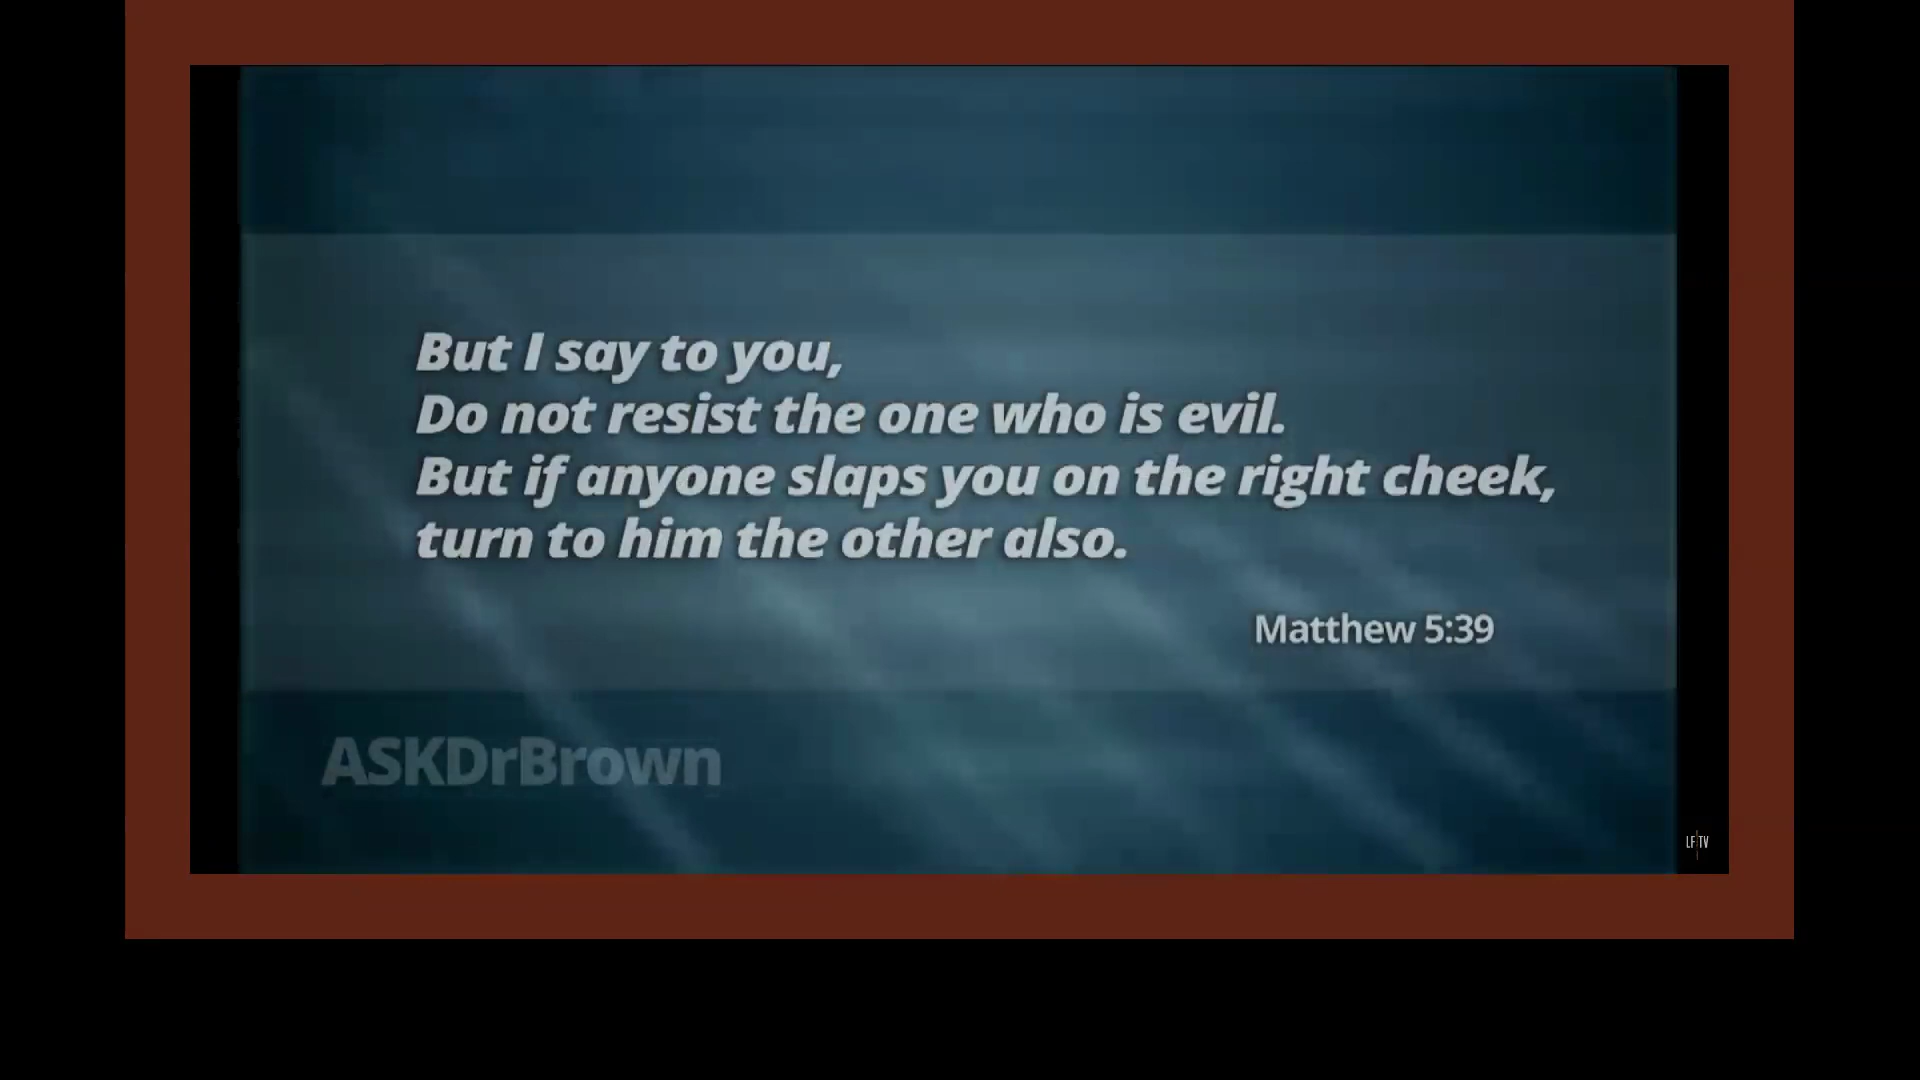 But I say to you,
Do not resist the one who is evil.
But if anyone slaps you on the right cheek,
turn to him the other also.
Matthew 5:39
ASKDrBrown
LF TV